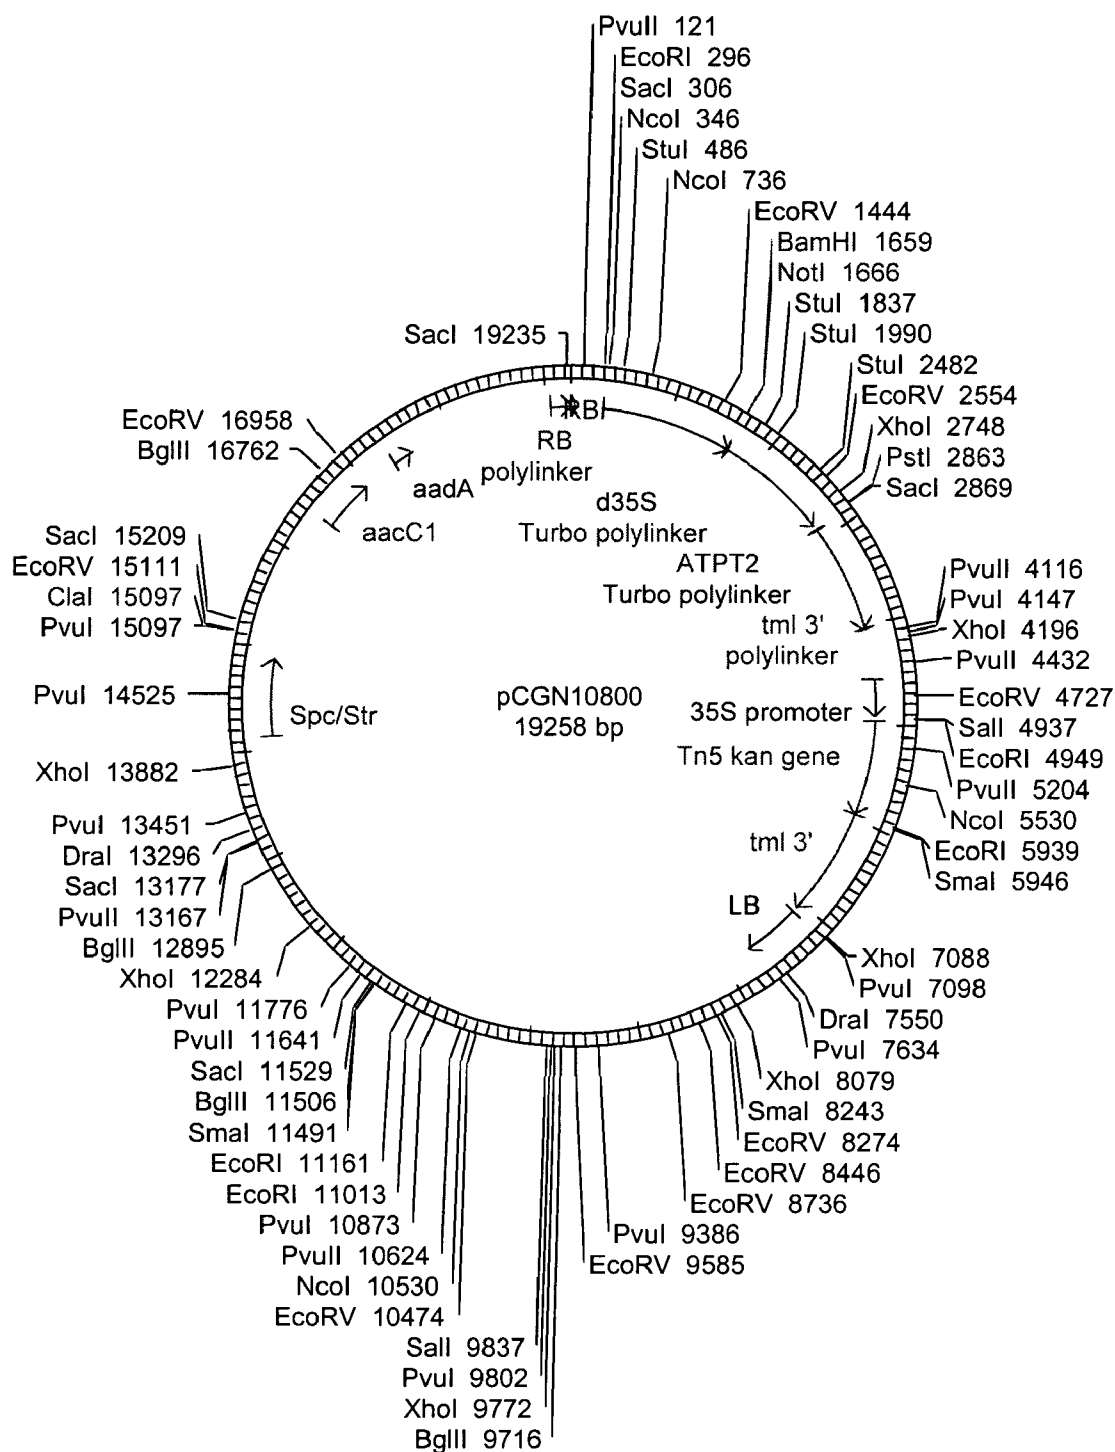 PvuII 121
EcoRI 296
SacI 306
NcoI 346
StuI 486
NcoI 736
EcoRV 1444
BamHI 1659
NotI 1666
StuI 1837
StuI 1990
StuI 2482
EcoRV 2554
XhoI 2748
PstI 2863
SacI 2869
PvuII 4116
PvuI 4147
XhoI 4196
PvuII 4432
EcoRV 4727
SalI 4937
EcoRI 4949
PvuII 5204
NcoI 5530
EcoRI 5939
SmaI 5946
XhoI 7088
PvuI 7098
DraI 7550
PvuI 7634
XhoI 8079
SmaI 8243
EcoRV 8274
EcoRV 8446
EcoRV 8736
PvuI 9386
EcoRV 9585
BglII 9716
XhoI 9772
PvuI 9802
SalI 9837
EcoRV 10474
NcoI 10530
PvuII 10624
PvuI 10873
EcoRI 11013
EcoRI 11161
SmaI 11491
BglII 11506
SacI 11529
PvuII 11641
PvuI 11776
XhoI 12284
BglII 12895
PvuII 13167
SacI 13177
DraI 13296
PvuI 13451
XhoI 13882
PvuI 14525
PvuI 15097
ClaI 15097
EcoRV 15111
SacI 15209
BglII 16762
EcoRV 16958
SacI 19235
RB
RB
polylinker
d35S
Turbo polylinker
ATPT2
Turbo polylinker
tml 3'
polylinker
35S promoter
Tn5 kan gene
tml 3'
LB
Spc/Str
aacC1
aadA
pCGN10800
19258 bp